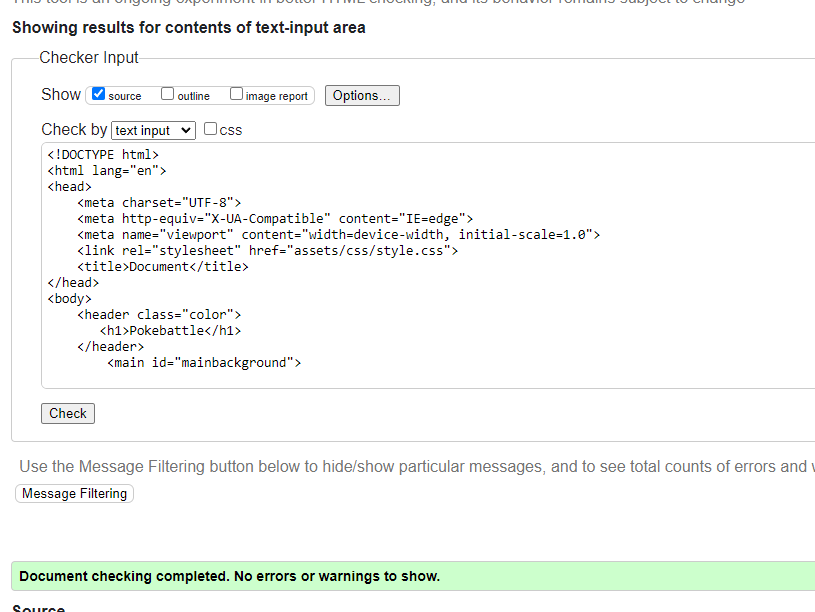 This tool is an ongoing experiment in better HTML checking, and its behavior remains subject to change
Showing results for contents of text-input area
Checker Input
Show source outline image report Options...
Check by text input css
<!DOCTYPE html>
<html lang="en">
<head>
    <meta charset="UTF-8">
    <meta http-equiv="X-UA-Compatible" content="IE=edge">
    <meta name="viewport" content="width=device-width, initial-scale=1.0">
    <link rel="stylesheet" href="assets/css/style.css">
    <title>Document</title>
</head>
<body>
    <header class="color">
       <h1>Pokebattle</h1>
    </header>
        <main id="mainbackground">
Check
Use the Message Filtering button below to hide/show particular messages, and to see total counts of errors and
Message Filtering
Document checking completed. No errors or warnings to show.
Source